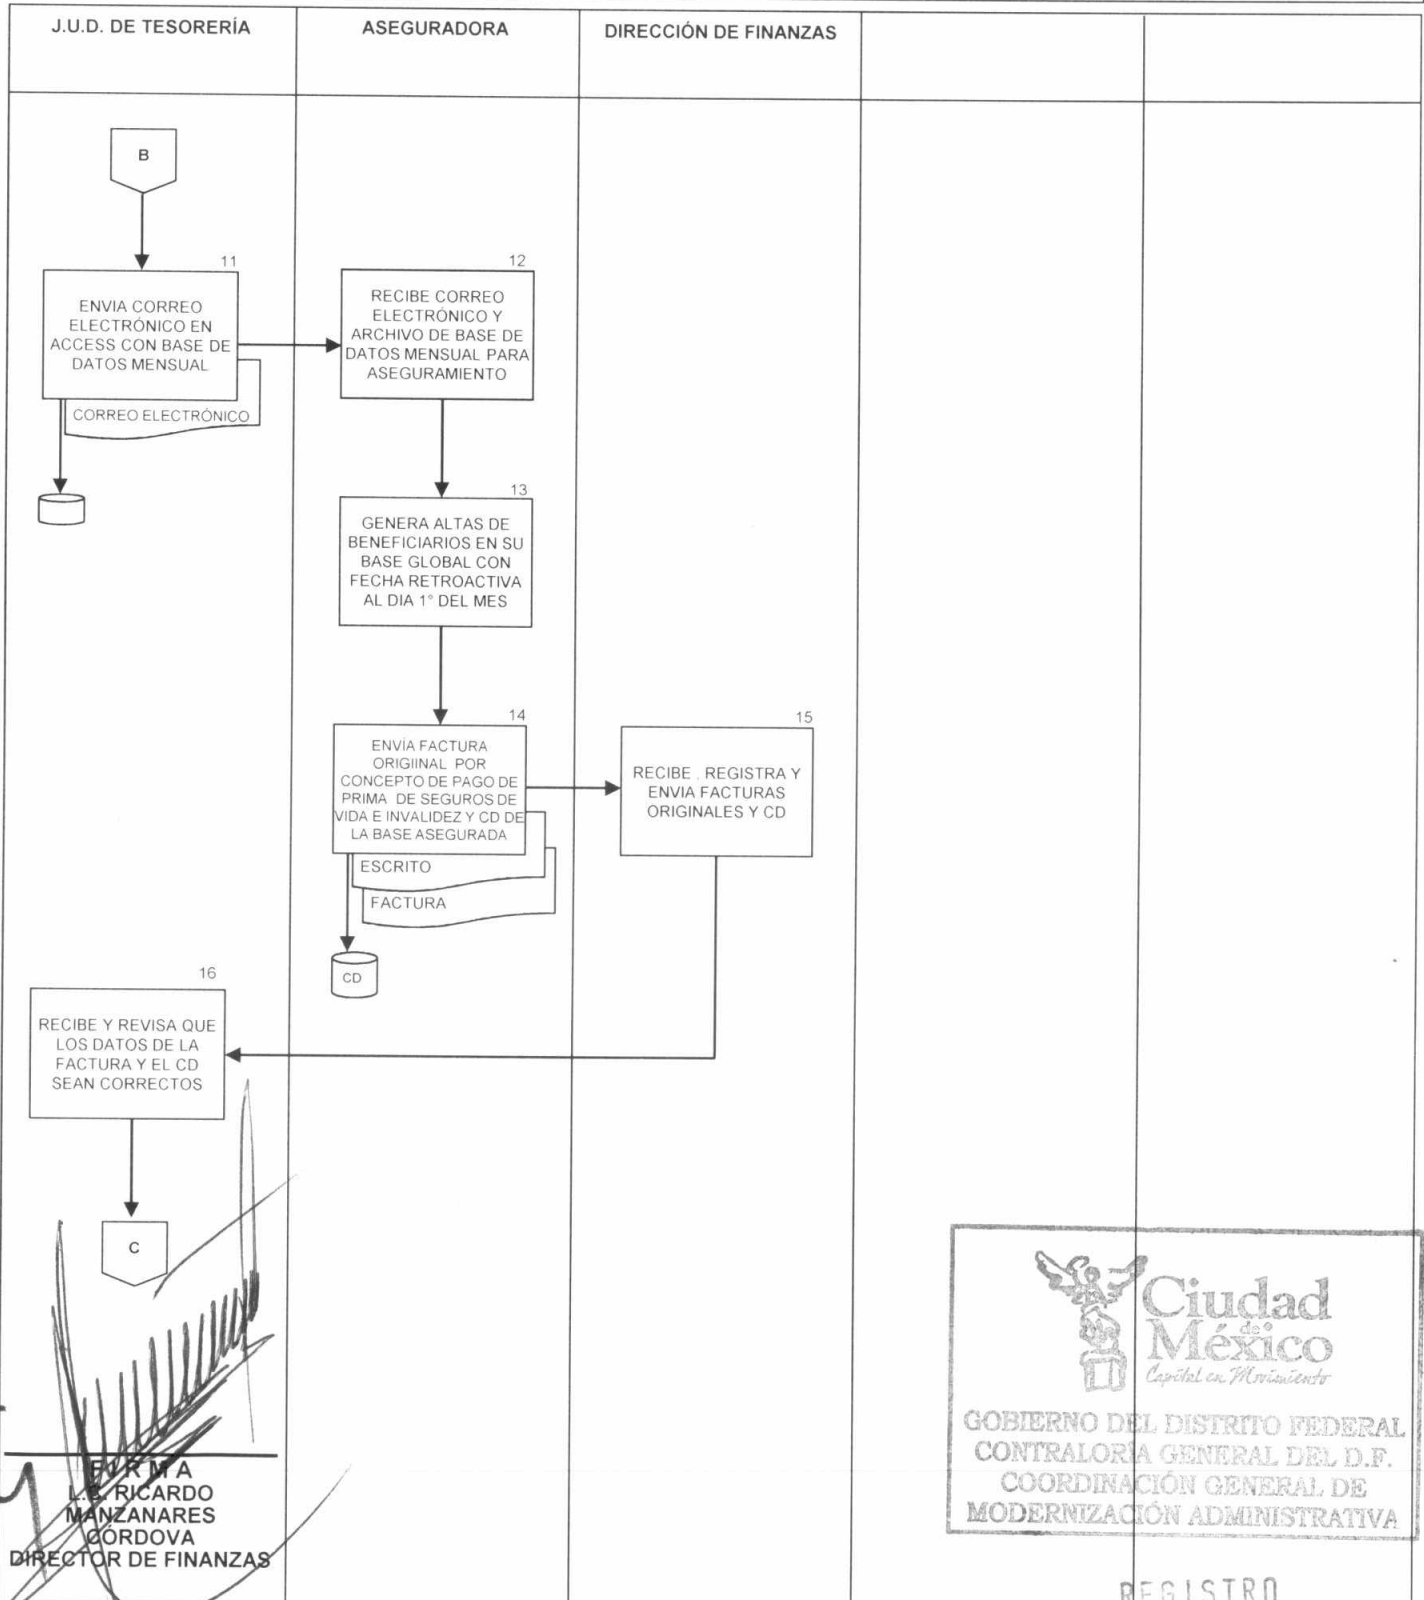 J.U.D. DE TESORERÍA
ASEGURADORA
DIRECCIÓN DE FINANZAS
B
11
ENVIA CORREO
ELECTRÓNICO EN
ACCESS CON BASE DE
DATOS MENSUAL
CORREO ELECTRÓNICO
12
RECIBE CORREO
ELECTRÓNICO Y
ARCHIVO DE BASE DE
DATOS MENSUAL PARA
ASEGURAMIENTO
13
GENERA ALTAS DE
BENEFICIARIOS EN SU
BASE GLOBAL CON
FECHA RETROACTIVA
AL DIA 1° DEL MES
14
ENVÍA FACTURA
ORIGIINAL POR
CONCEPTO DE PAGO DE
PRIMA DE SEGUROS DE
VIDA E INVALIDEZ Y CD DE
LA BASE ASEGURADA
ESCRITO
FACTURA
CD
15
RECIBE , REGISTRA Y
ENVIA FACTURAS
ORIGINALES Y CD
16
RECIBE Y REVISA QUE
LOS DATOS DE LA
FACTURA Y EL CD
SEAN CORRECTOS
C
FIRMA
L.C. RICARDO
MANZANARES
CÓRDOVA
DIRECTOR DE FINANZAS
Ciudad
de
México
Capital en Movimiento
GOBIERNO DEL DISTRITO FEDERAL
CONTRALORÍA GENERAL DEL D.F.
COORDINACIÓN GENERAL DE
MODERNIZACIÓN ADMINISTRATIVA
REGISTRO